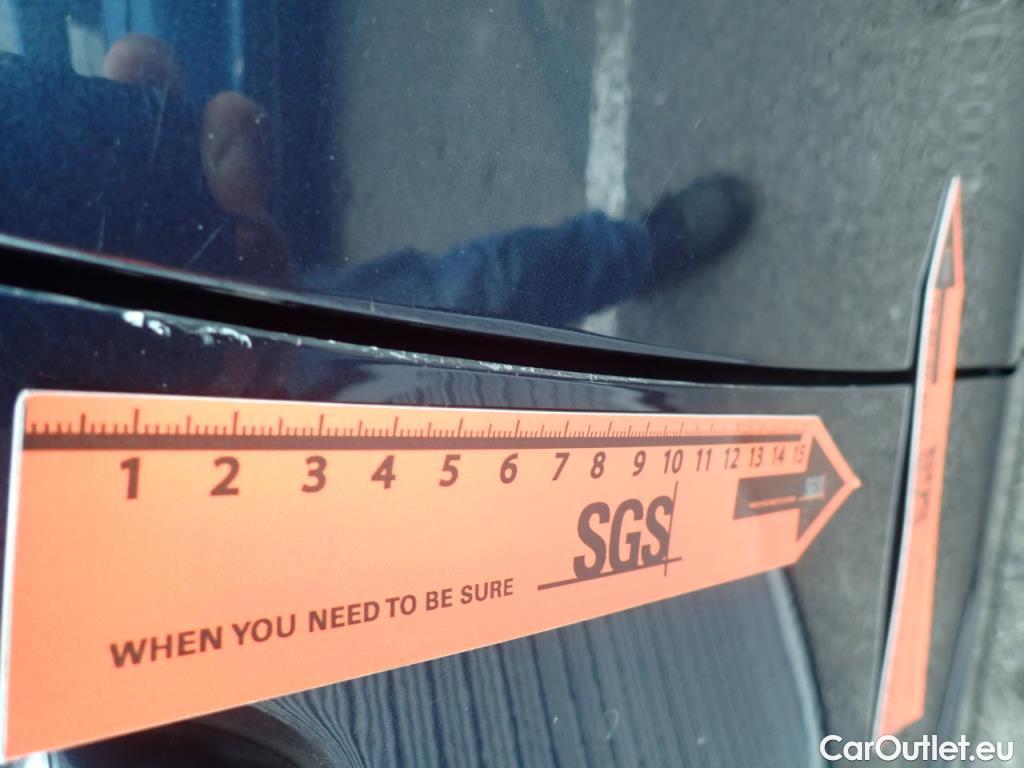 1 2 3 4 5 6 7 8 9 10 11 12 13 14 15
SGS
WHEN YOU NEED TO BE SURE
CarOutlet.eu